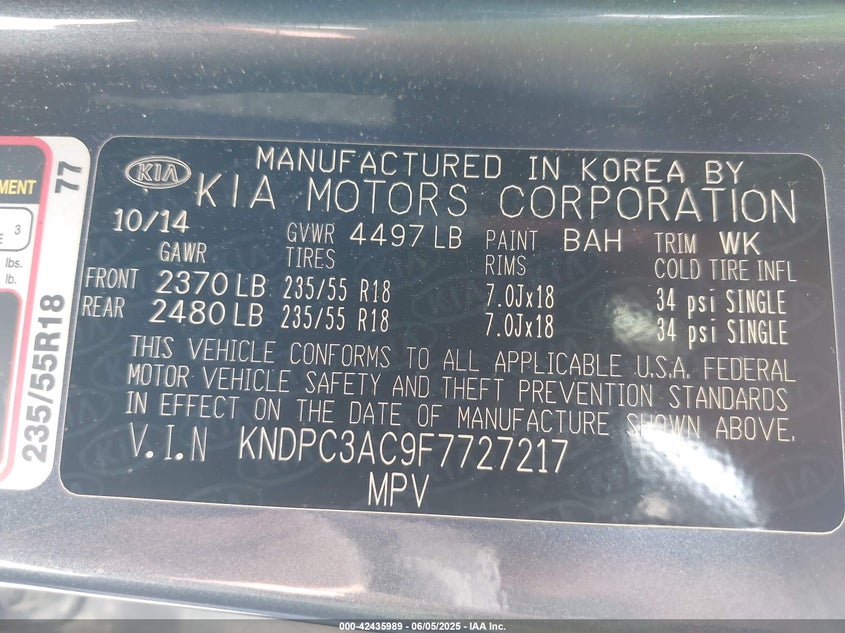 MENT
3
E
lbs.
lb.
235/55R18 77
KIA
MANUFACTURED IN KOREA BY
KIA MOTORS CORPORATION
10/14 GVWR 4497 LB PAINT BAH TRIM WK
GAWR TIRES RIMS COLD TIRE INFL
FRONT 2370 LB 235/55 R18 7.0Jx18 34 psi SINGLE
REAR 2480 LB 235/55 R18 7.0Jx18 34 psi SINGLE
THIS VEHICLE CONFORMS TO ALL APPLICABLE U.S.A. FEDERAL
MOTOR VEHICLE SAFETY AND THEFT PREVENTION STANDARDS
IN EFFECT ON THE DATE OF MANUFACTURE SHOWN ABOVE.
V.I.N KNDPC3AC9F7727217
MPV
000-42435989 - 06/05/2025 - IAA Inc.